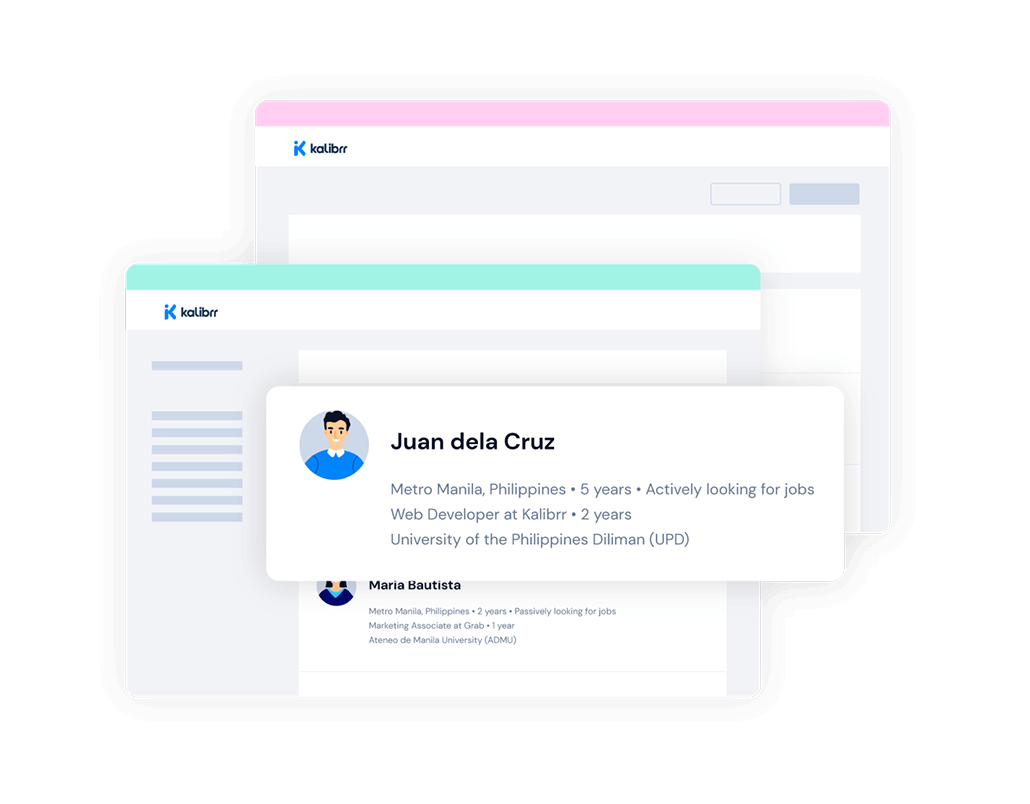 kalibrr
kalibrr
Juan dela Cruz
Metro Manila, Philippines • 5 years • Actively looking for jobs
Web Developer at Kalibrr • 2 years
University of the Philippines Diliman (UPD)
Maria Bautista
Metro Manila, Philippines • 2 years • Passively looking for jobs
Marketing Associate at Grab • 1 year
Ateneo de Manila University (ADMU)